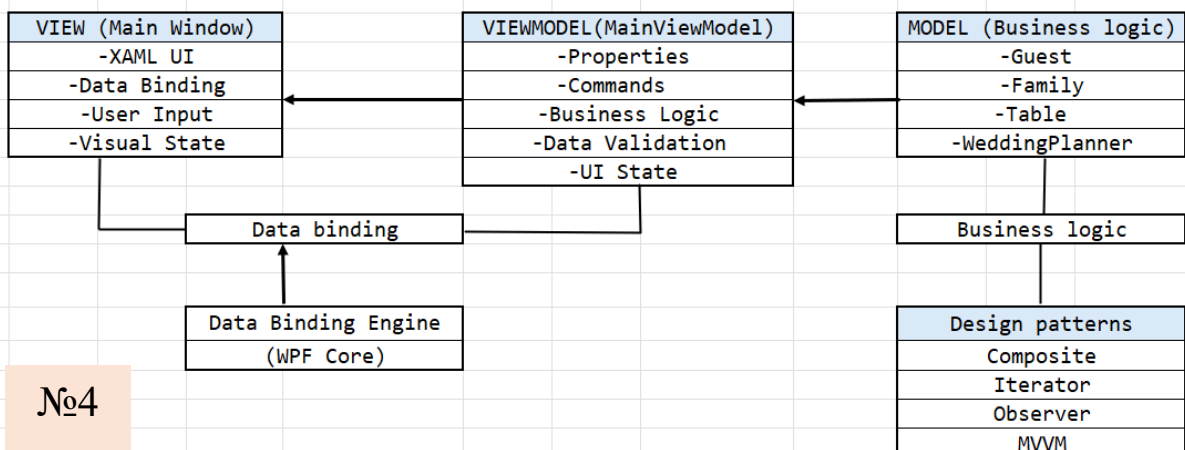 VIEW (Main Window)
-XAML UI
-Data Binding
-User Input
-Visual State
VIEWMODEL(MainViewModel)
-Properties
-Commands
-Business Logic
-Data Validation
-UI State
MODEL (Business logic)
-Guest
-Family
-Table
-WeddingPlanner
Data binding
Business logic
Data Binding Engine
(WPF Core)
Design patterns
Composite
Iterator
Observer
MVVM
№4